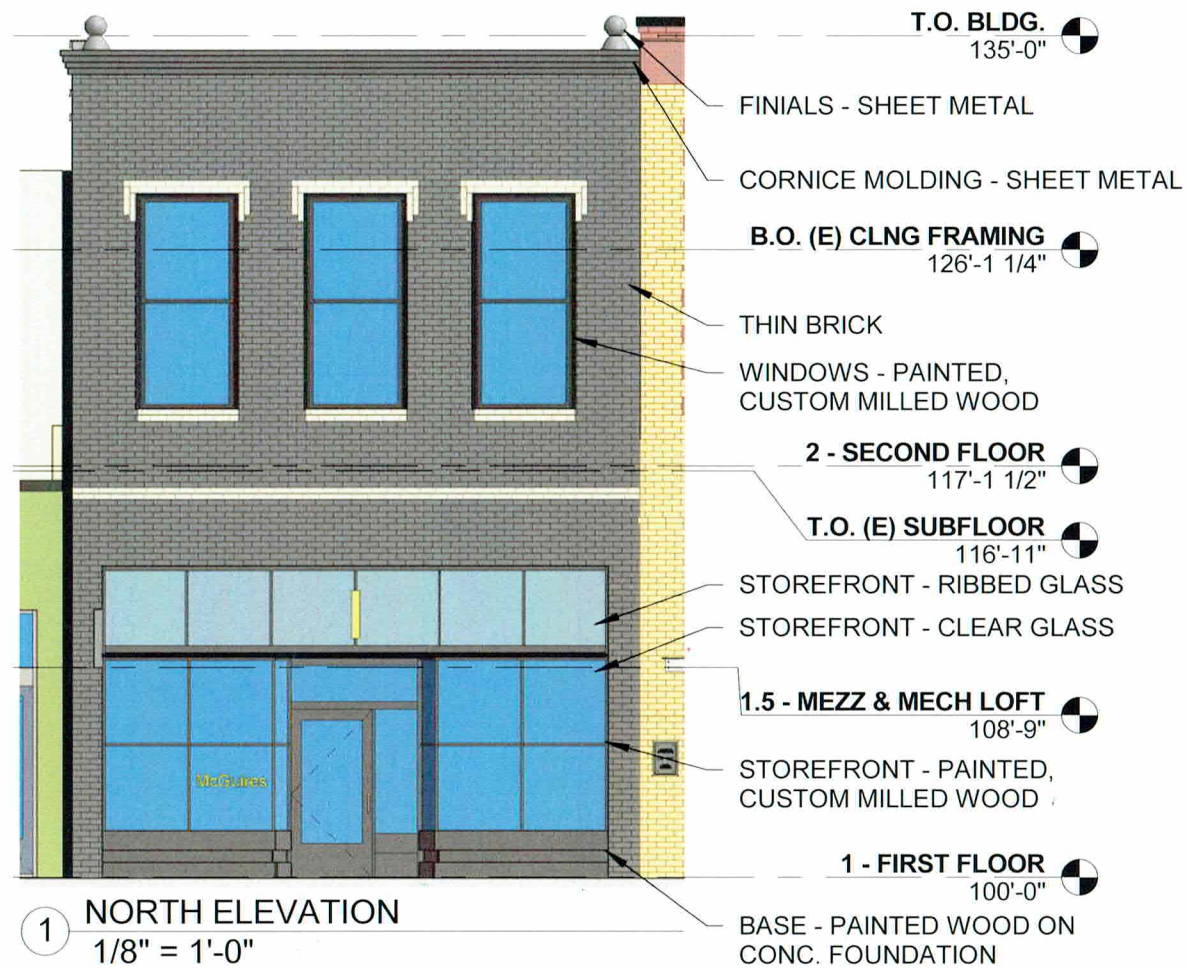 T.O. BLDG.
135'-0"
FINIALS - SHEET METAL
CORNICE MOLDING - SHEET METAL
B.O. (E) CLNG FRAMING
126'-1 1/4"
THIN BRICK
WINDOWS - PAINTED,
CUSTOM MILLED WOOD
2 - SECOND FLOOR
117'-1 1/2"
T.O. (E) SUBFLOOR
116'-11"
STOREFRONT - RIBBED GLASS
STOREFRONT - CLEAR GLASS
1.5 - MEZZ & MECH LOFT
108'-9"
STOREFRONT - PAINTED,
CUSTOM MILLED WOOD
McGuires
1 - FIRST FLOOR
100'-0"
BASE - PAINTED WOOD ON
CONC. FOUNDATION
1 NORTH ELEVATION
1/8" = 1'-0"